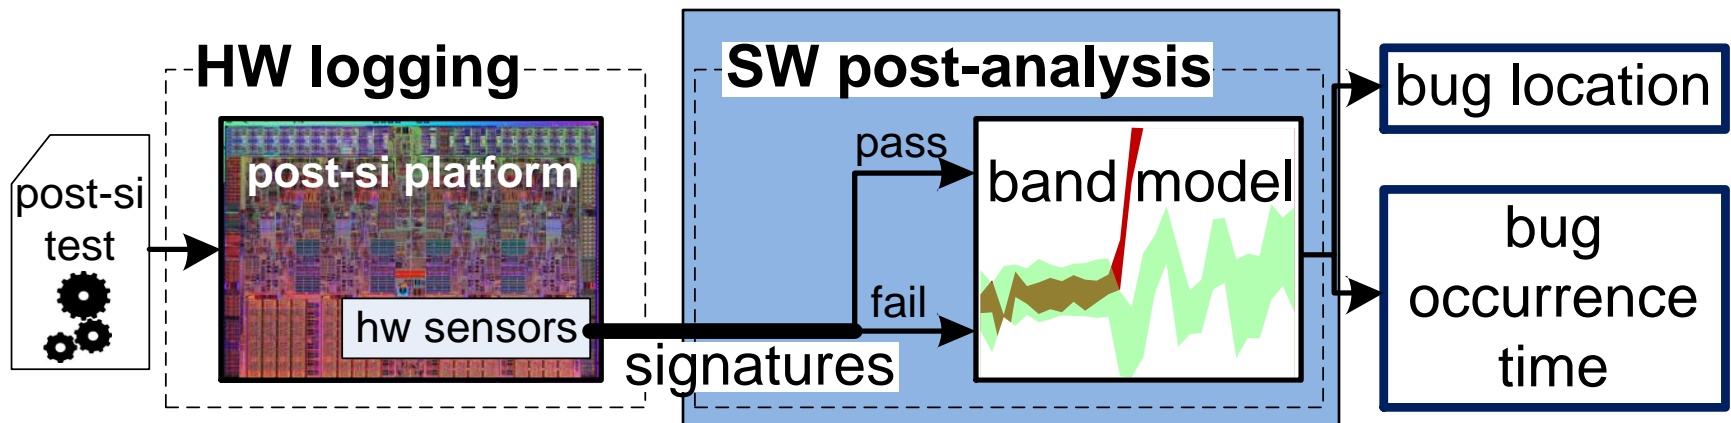 HW logging
SW post-analysis
post-si
test
post-si platform
hw sensors
signatures
pass
fail
band model
bug location
bug
occurrence
time